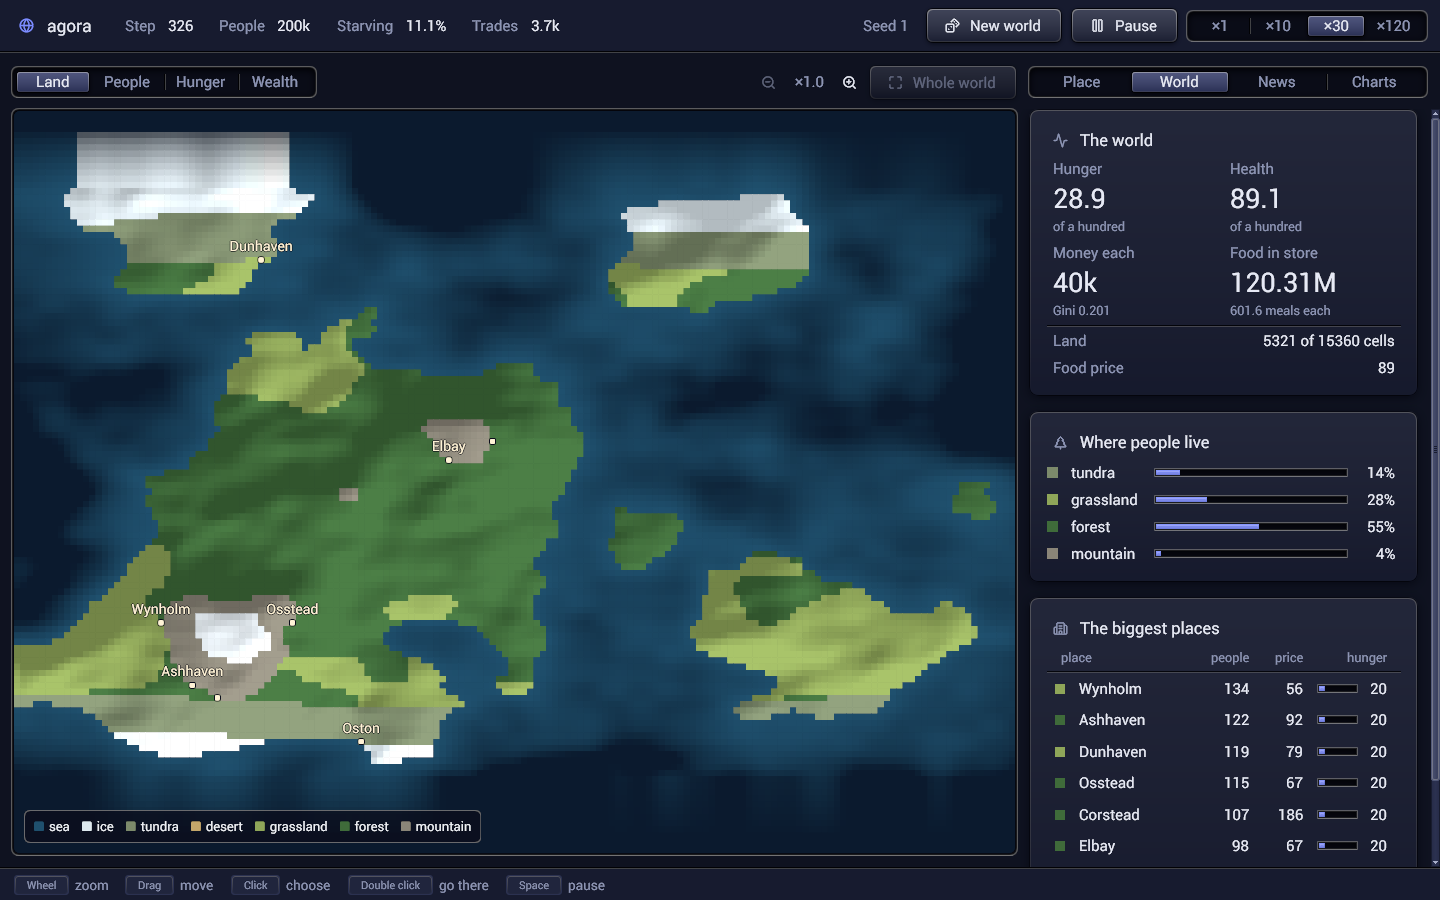 agora Step 326 People 200k Starving 11.1% Trades 3.7k Seed 1 New world Pause ×1 ×10 ×30 ×120
Land People Hunger Wealth ×1.0 Whole world Place World News Charts
The world
Hunger Health
28.9 89.1
of a hundred of a hundred
Money each Food in store
40k 120.31M
Gini 0.201 601.6 meals each
Land 5321 of 15360 cells
Food price 89
Where people live
tundra 14%
grassland 28%
forest 55%
mountain 4%
The biggest places
place people price hunger
Wynholm 134 56 20
Ashhaven 122 92 20
Dunhaven 119 79 20
Osstead 115 67 20
Corstead 107 186 20
Elbay 98 67 20
Dunhaven
Elbay
Wynholm Osstead
Ashhaven
Oston
sea ice tundra desert grassland forest mountain
Wheel zoom Drag move Click choose Double click go there Space pause